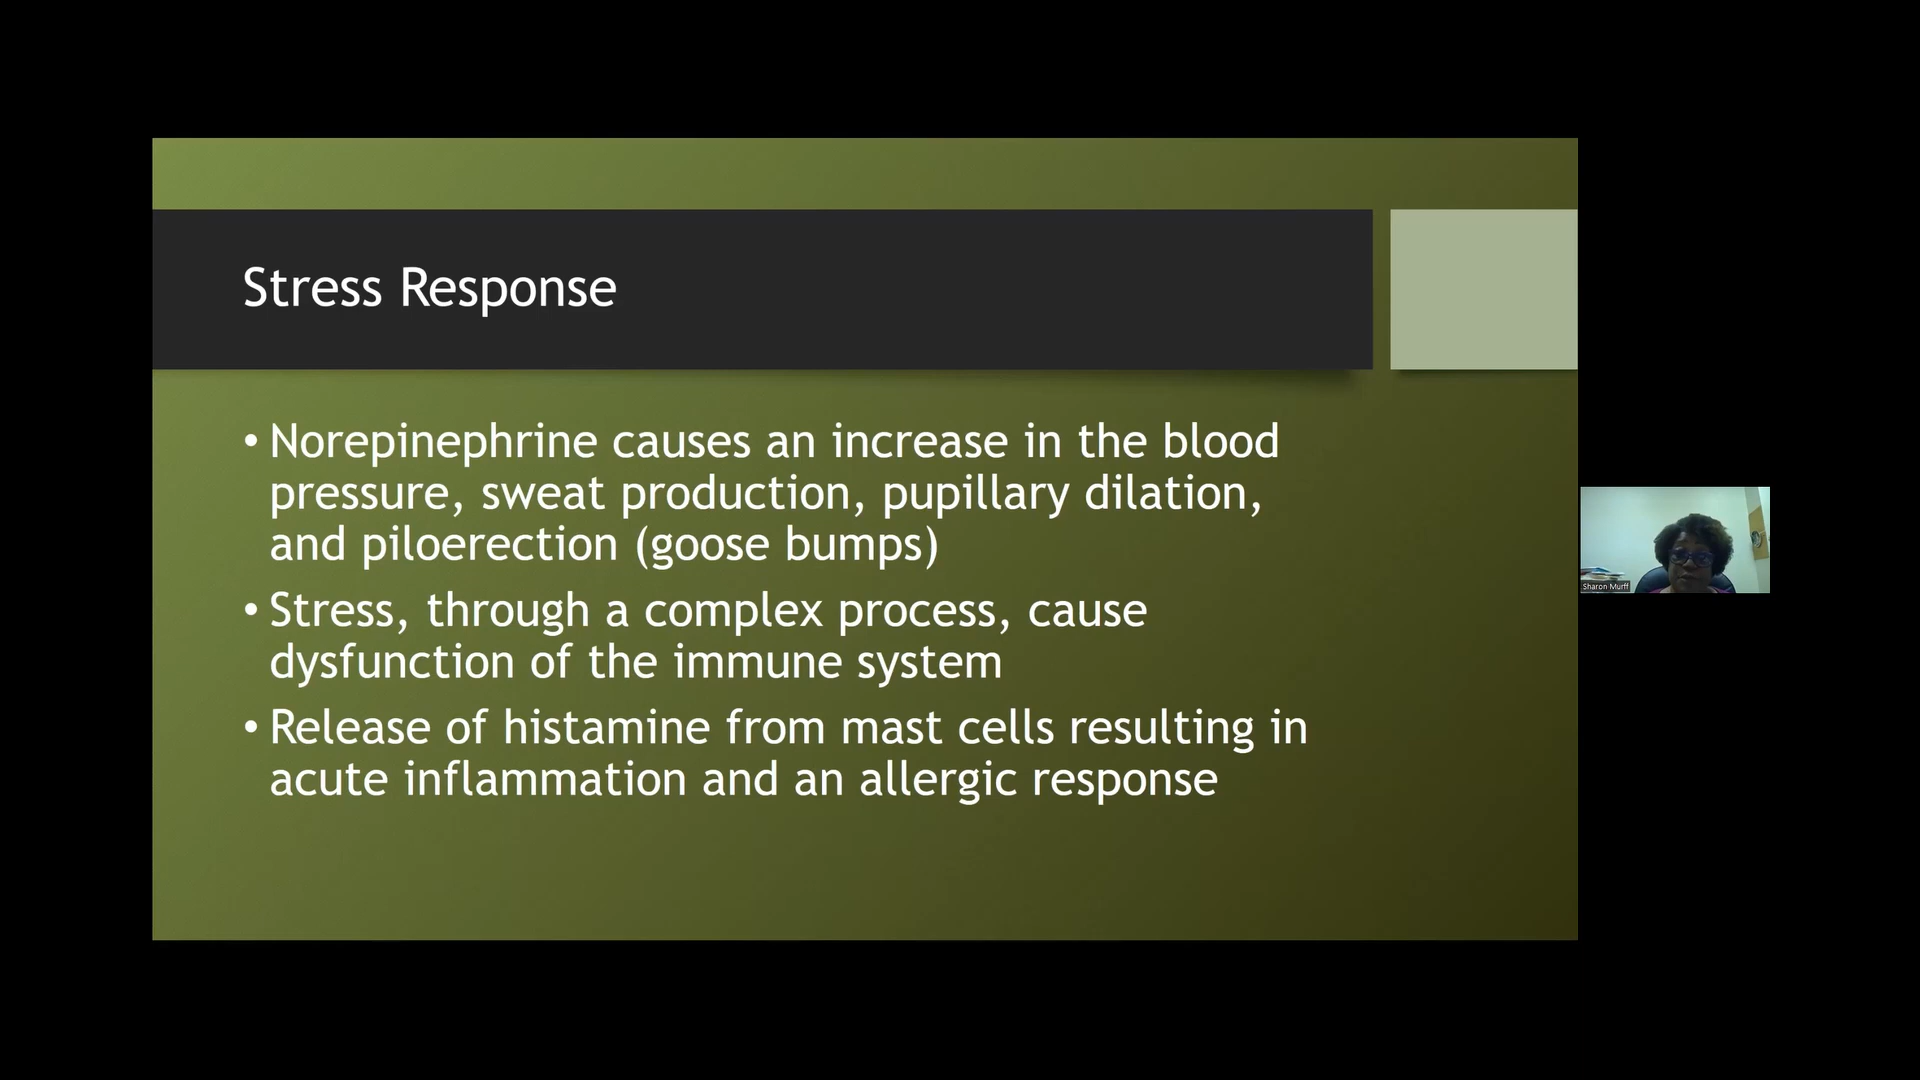 Stress Response
• Norepinephrine causes an increase in the blood
pressure, sweat production, pupillary dilation,
and piloerection (goose bumps)
• Stress, through a complex process, cause
dysfunction of the immune system
• Release of histamine from mast cells resulting in
acute inflammation and an allergic response
Sharon Murff